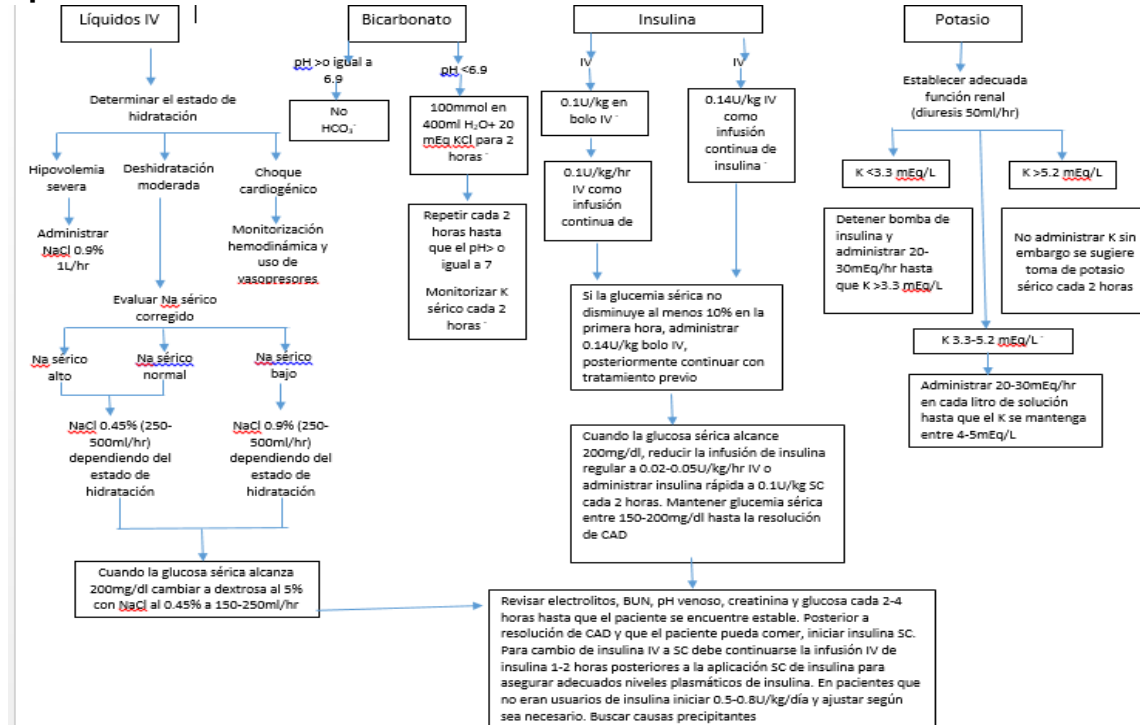 Líquidos IV
Determinar el estado de
hidratación
Hipovolemia
severa
Deshidratación
moderada
Choque
cardiogénico
Administrar
NaCl 0.9%
1L/hr
Monitorización
hemodinámica y
uso de
vasopresores
Evaluar Na sérico
corregido
Na sérico
alto
Na sérico
normal
Na sérico
bajo
NaCl 0.45% (250-
500ml/hr)
dependiendo del
estado de
hidratación
NaCl 0.9% (250-
500ml/hr)
dependiendo del
estado de
hidratación
Cuando la glucosa sérica alcanza
200mg/dl cambiar a dextrosa al 5%
con NaCl al 0.45% a 150-250ml/hr
Bicarbonato
pH >o igual a
6.9
No
HCO₃⁻
pH <6.9
100mmol en
400ml H₂O+ 20
mEq KCl para 2
horas
Repetir cada 2
horas hasta
que el pH> o
igual a 7
Monitorizar K
sérico cada 2
horas
Insulina
IV
IV
0.1U/kg en
bolo IV
0.1U/kg/hr
IV como
infusión
continua de
0.14U/kg IV
como
infusión
continua de
insulina
Si la glucemia sérica no
disminuye al menos 10% en la
primera hora, administrar
0.14U/kg bolo IV,
posteriormente continuar con
tratamiento previo
Cuando la glucosa sérica alcance
200mg/dl, reducir la infusión de insulina
regular a 0.02-0.05U/kg/hr IV o
administrar insulina rápida a 0.1U/kg SC
cada 2 horas. Mantener glucemia sérica
entre 150-200mg/dl hasta la resolución
de CAD
Potasio
Establecer adecuada
función renal
(diuresis 50ml/hr)
K <3.3 mEq/L
K >5.2 mEq/L
Detener bomba de
insulina y
administrar 20-
30mEq/hr hasta
que K >3.3 mEq/L
No administrar K sin
embargo se sugiere
toma de potasio
sérico cada 2 horas
K 3.3-5.2 mEq/L
Administrar 20-30mEq/hr
en cada litro de solución
hasta que el K se mantenga
entre 4-5mEq/L
Revisar electrolitos, BUN, pH venoso, creatinina y glucosa cada 2-4
horas hasta que el paciente se encuentre estable. Posterior a
resolución de CAD y que el paciente pueda comer, iniciar insulina SC.
Para cambio de insulina IV a SC debe continuarse la infusión IV de
insulina 1-2 horas posteriores a la aplicación SC de insulina para
asegurar adecuados niveles plasmáticos de insulina. En pacientes que
no eran usuarios de insulina iniciar 0.5-0.8U/kg/día y ajustar según
sea necesario. Buscar causas precipitantes